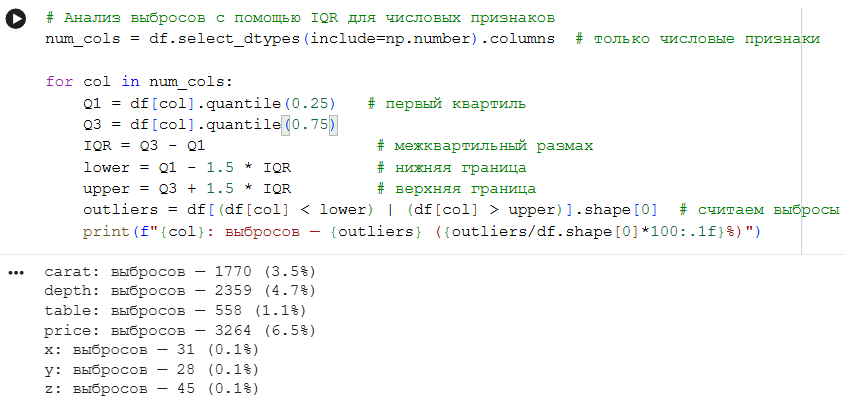 # Анализ выбросов с помощью IQR для числовых признаков
num_cols = df.select_dtypes(include=np.number).columns  # только числовые признаки

for col in num_cols:
    Q1 = df[col].quantile(0.25)   # первый квартиль
    Q3 = df[col].quantile(0.75)
    IQR = Q3 - Q1                  # межквартильный размах
    lower = Q1 - 1.5 * IQR         # нижняя граница
    upper = Q3 + 1.5 * IQR         # верхняя граница
    outliers = df[(df[col] < lower) | (df[col] > upper)].shape[0]  # считаем выбросы
    print(f"{col}: выбросов — {outliers} ({outliers/df.shape[0]*100:.1f}%)")
carat: выбросов — 1770 (3.5%)
depth: выбросов — 2359 (4.7%)
table: выбросов — 558 (1.1%)
price: выбросов — 3264 (6.5%)
x: выбросов — 31 (0.1%)
y: выбросов — 28 (0.1%)
z: выбросов — 45 (0.1%)